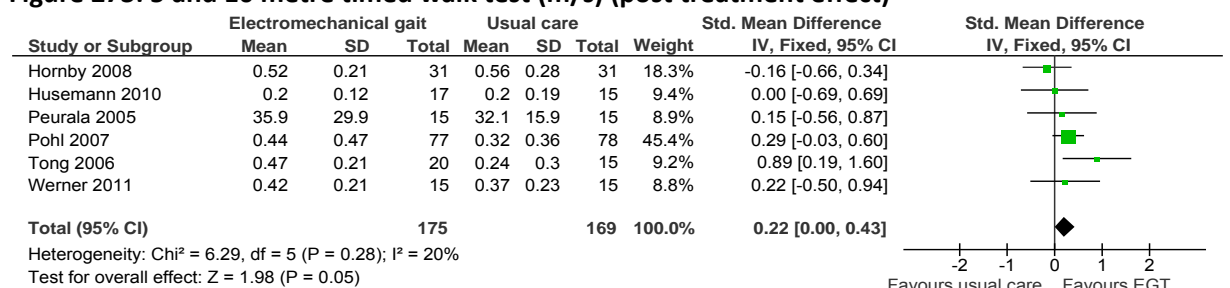 Figure and 10 metre timed walk test (m/s) (post treatment effect)
Electromechanical gait Usual care Std. Mean Difference Std. Mean Difference
Study or Subgroup Mean SD Total Mean SD Total Weight IV, Fixed, 95% CI IV, Fixed, 95% CI
Hornby 2008 0.52 0.21 31 0.56 0.28 31 18.3% -0.16 [-0.66, 0.34]
Husemann 2010 0.2 0.12 17 0.2 0.19 15 9.4% 0.00 [-0.69, 0.69]
Peurala 2005 35.9 29.9 15 32.1 15.9 15 8.9% 0.15 [-0.56, 0.87]
Pohl 2007 0.44 0.47 77 0.32 0.36 78 45.4% 0.29 [-0.03, 0.60]
Tong 2006 0.47 0.21 20 0.24 0.3 15 9.2% 0.89 [0.19, 1.60]
Werner 2011 0.42 0.21 15 0.37 0.23 15 8.8% 0.22 [-0.50, 0.94]
Total (95% CI) 175 169 100.0% 0.22 [0.00, 0.43]
Heterogeneity: Chi² = 6.29, df = 5 (P = 0.28); I² = 20%
Test for overall effect: Z = 1.98 (P = 0.05)
-2 -1 0 1 2
Favours usual care Favours EGT